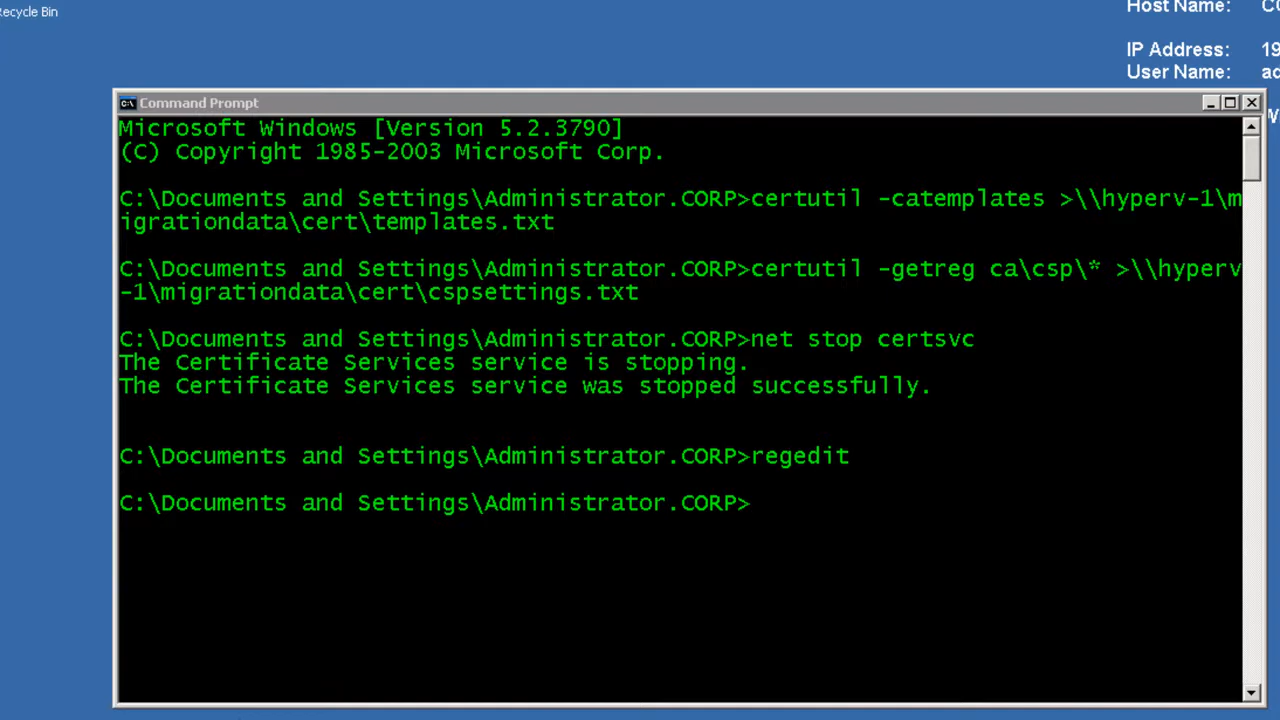 Recycle Bin
Host Name:
IP Address: 19
User Name: ad
Command Prompt
Microsoft Windows [Version 5.2.3790]
(C) Copyright 1985-2003 Microsoft Corp.
C:\Documents and Settings\Administrator.CORP>certutil -catemplates >\\hyperv-1\m
igrationdata\cert\templates.txt
C:\Documents and Settings\Administrator.CORP>certutil -getreg ca\csp\* >\\hyperv
-1\migrationdata\cert\cspsettings.txt
C:\Documents and Settings\Administrator.CORP>net stop certsvc
The Certificate Services service is stopping.
The Certificate Services service was stopped successfully.
C:\Documents and Settings\Administrator.CORP>regedit
C:\Documents and Settings\Administrator.CORP>